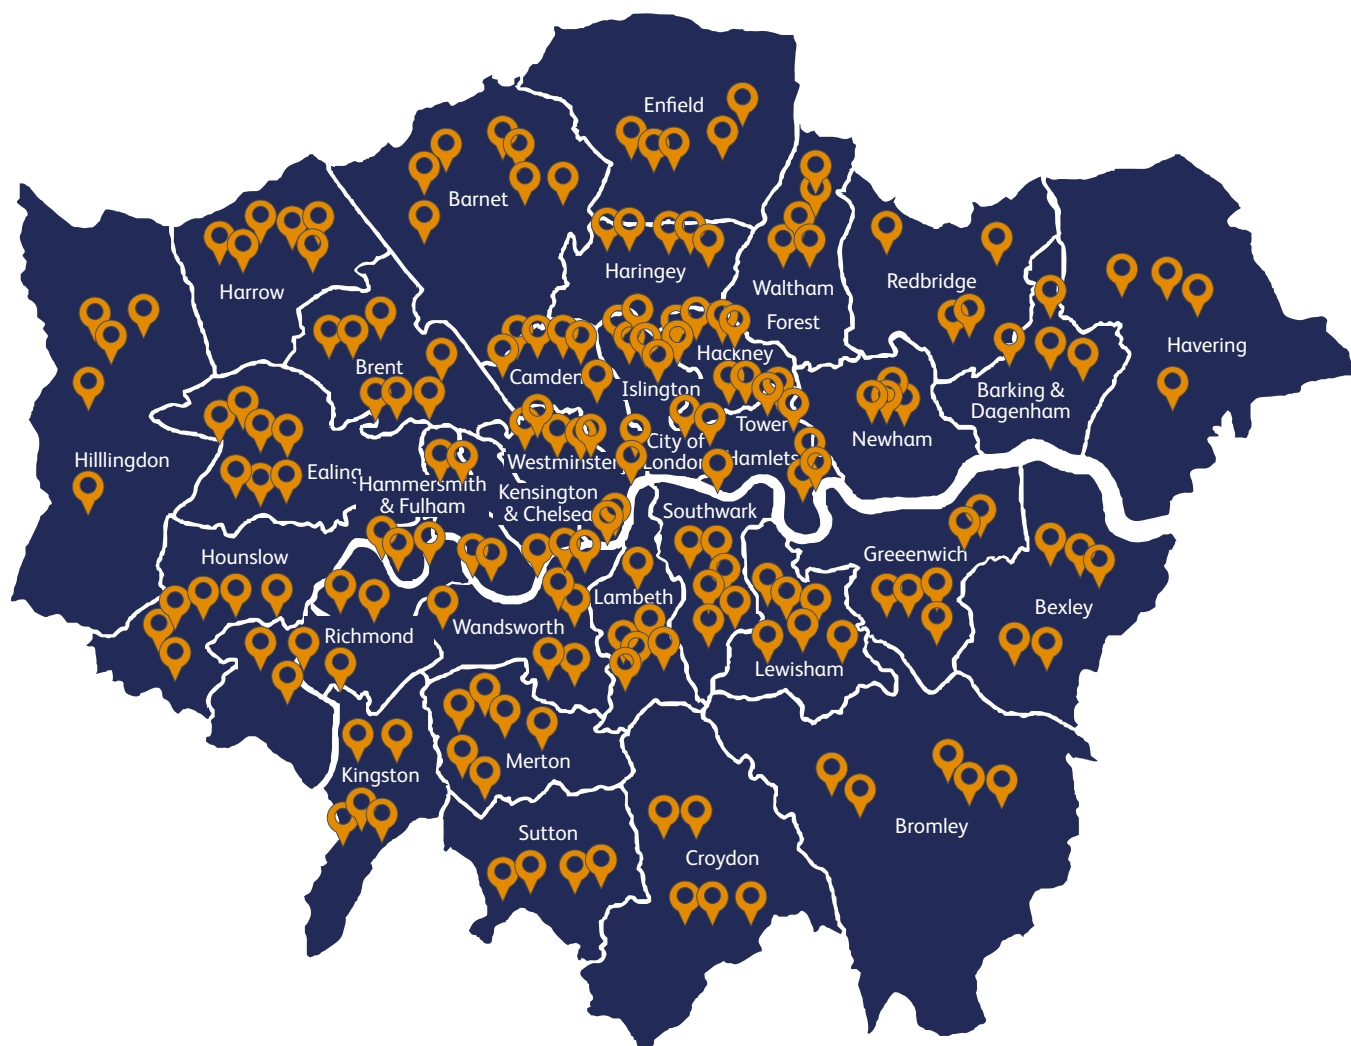 Enfield
Barnet
Haringey
Harrow
Waltham
Forest
Redbridge
Havering
Brent
Hackney
Camden
Islington
Barking &
Dagenham
Tower
Hamlets
Newham
City of
London
Hilllingdon
Ealing
Westminster
Hammersmith
& Fulham
Kensington
& Chelsea
Southwark
Hounslow
Greeenwich
Lambeth
Bexley
Richmond
Wandsworth
Lewisham
Merton
Kingston
Sutton
Croydon
Bromley